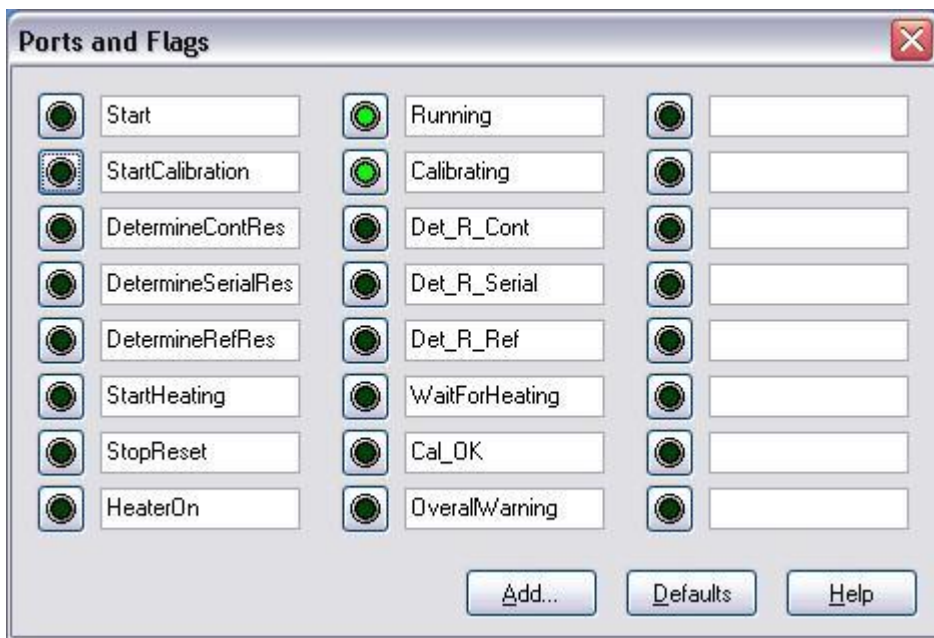 Ports and Flags
Start
Running
StartCalibration
Calibrating
DetermineContRes
Det_R_Cont
DetermineSerialRes
Det_R_Serial
DetermineRefRes
Det_R_Ref
StartHeating
WaitForHeating
StopReset
Cal_OK
HeaterOn
OverallWarning
Add...
Defaults
Help